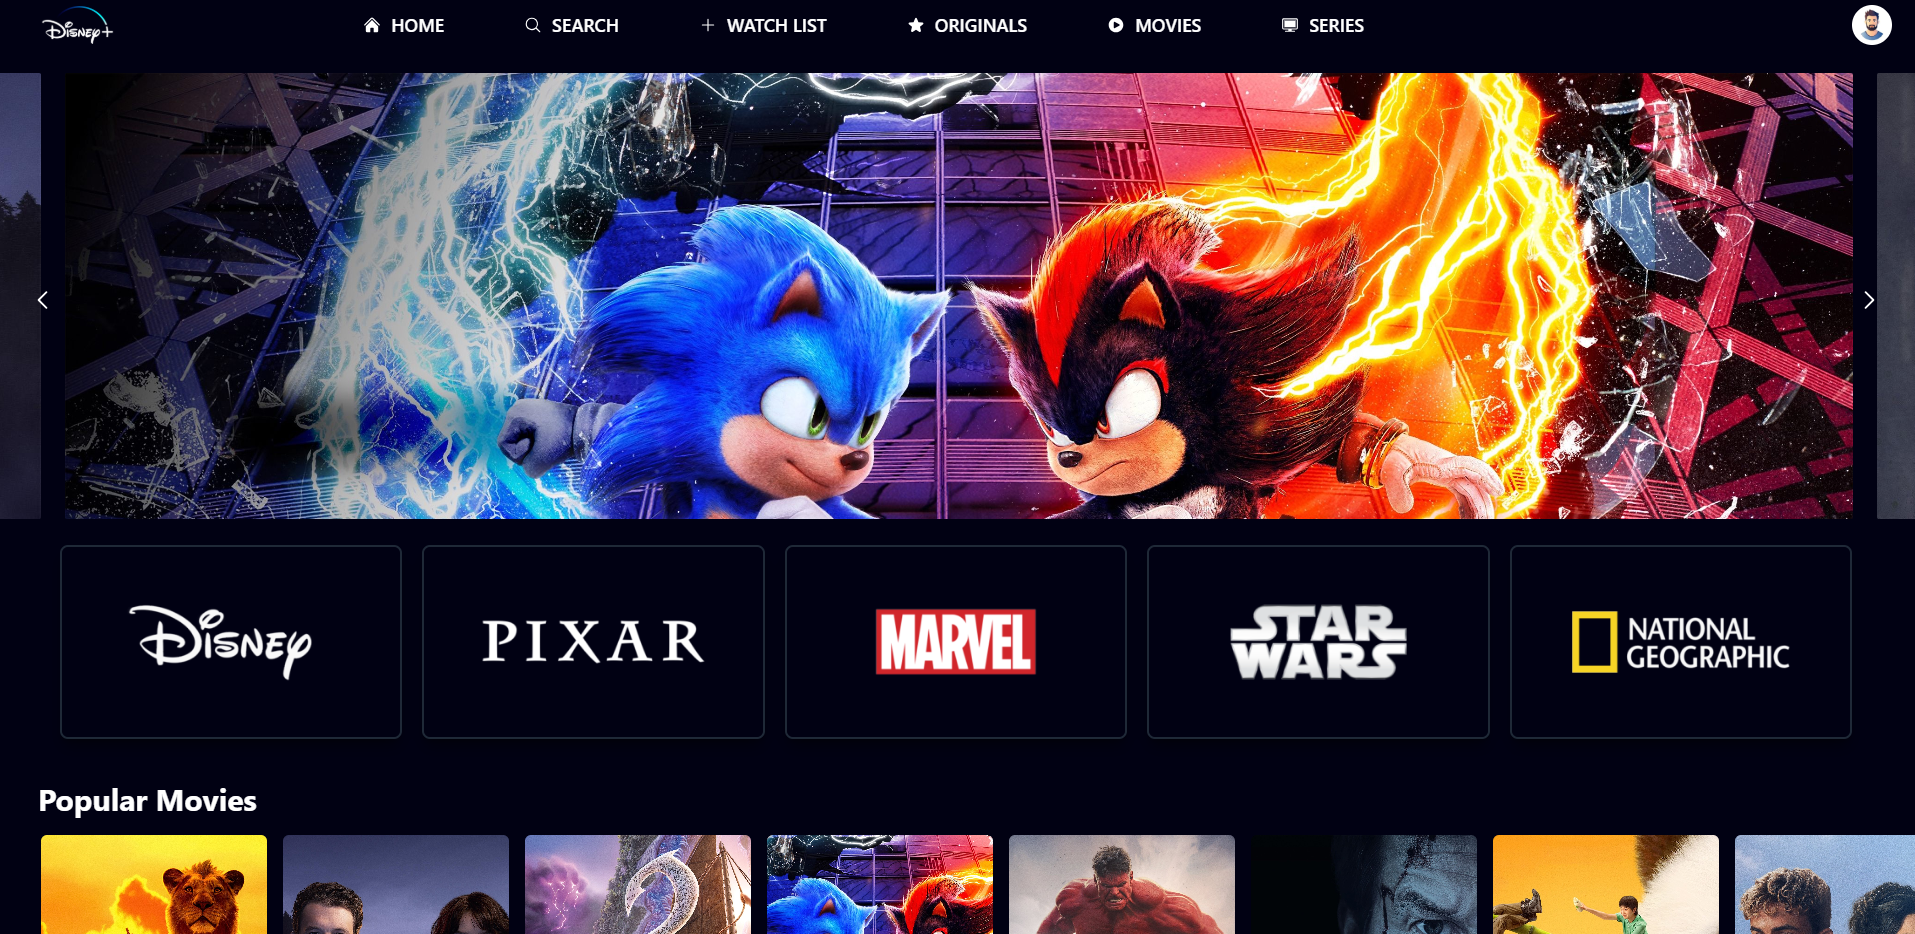 Disney+
HOME
SEARCH
WATCH LIST
ORIGINALS
MOVIES
SERIES
Disney
PIXAR
MARVEL
STAR
WARS
NATIONAL
GEOGRAPHIC
Popular Movies